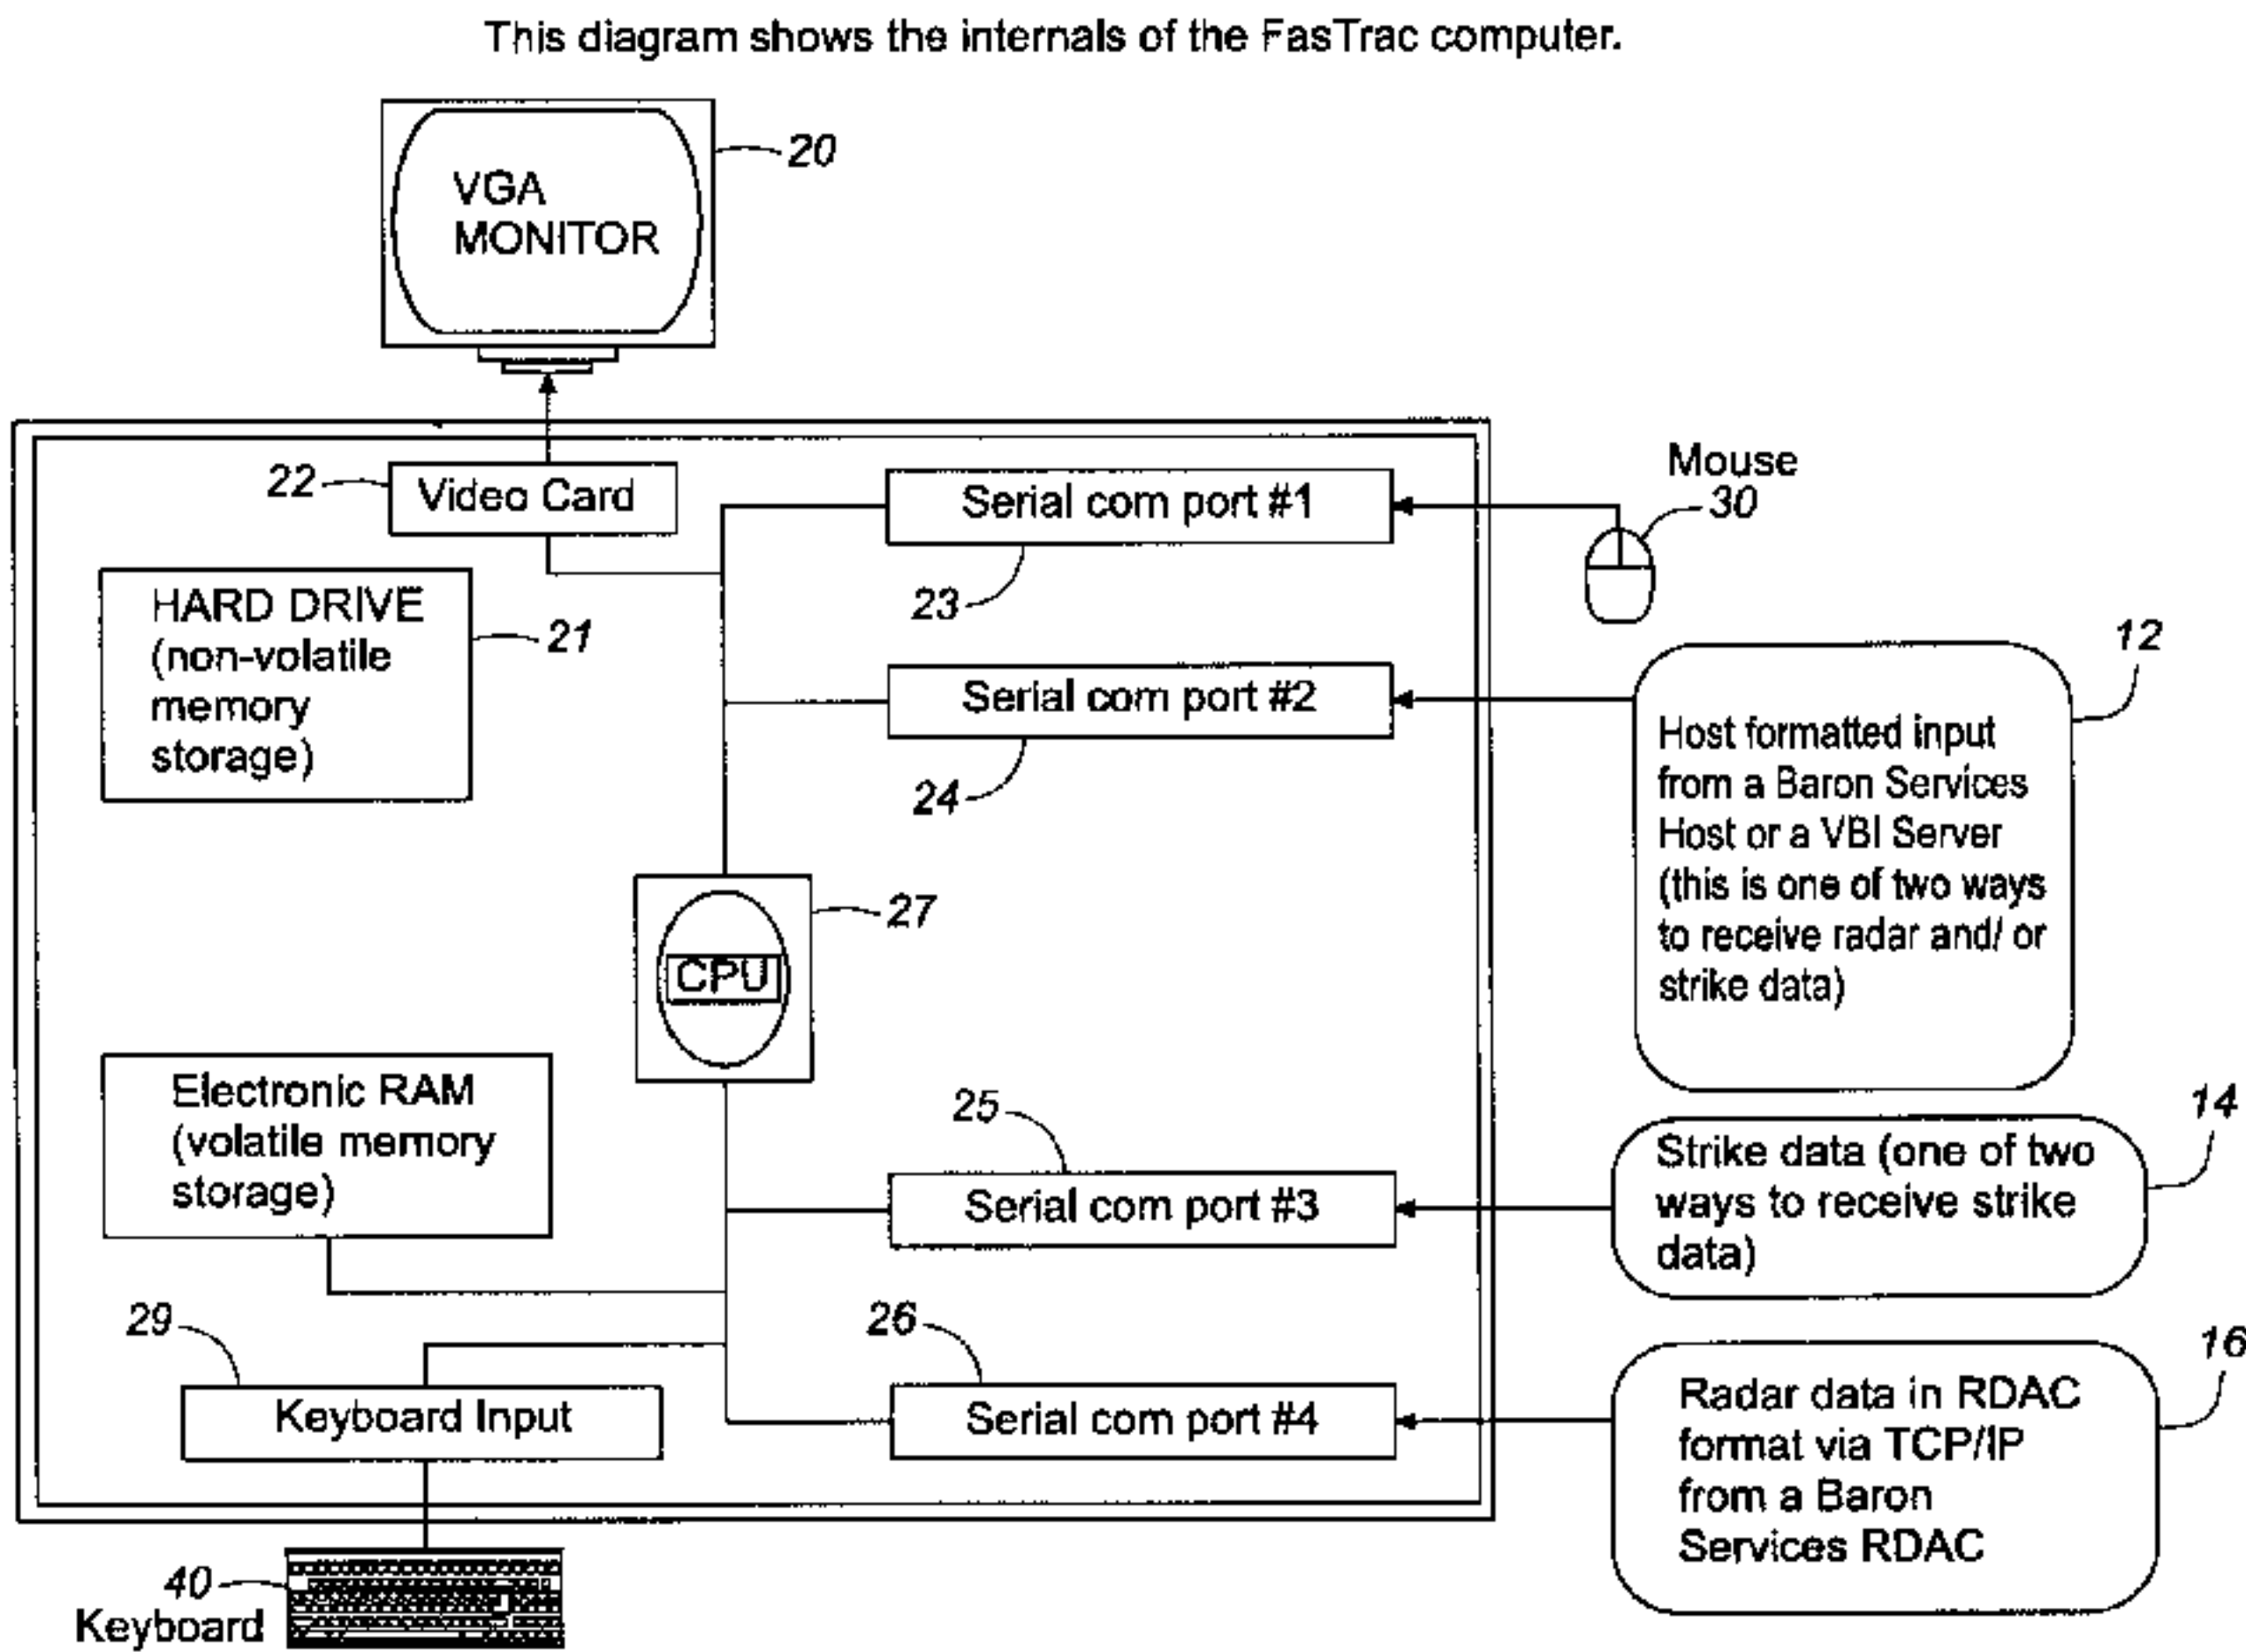 This diagram shows the internals of the FasTrac computer.
20
VGA
MONITOR
22
Video Card
Serial com port #1
23
Mouse
30
HARD DRIVE
(non-volatile
memory
storage)
21
Serial com port #2
24
12
Host formatted input
from a Baron Services
Host or a VBI Server
(this is one of two ways
to receive radar and/ or
strike data)
27
CPU
Electronic RAM
(volatile memory
storage)
25
Serial com port #3
14
Strike data (one of two
ways to receive strike
data)
29
Keyboard Input
26
Serial com port #4
16
Radar data in RDAC
format via TCP/IP
from a Baron
Services RDAC
40
Keyboard